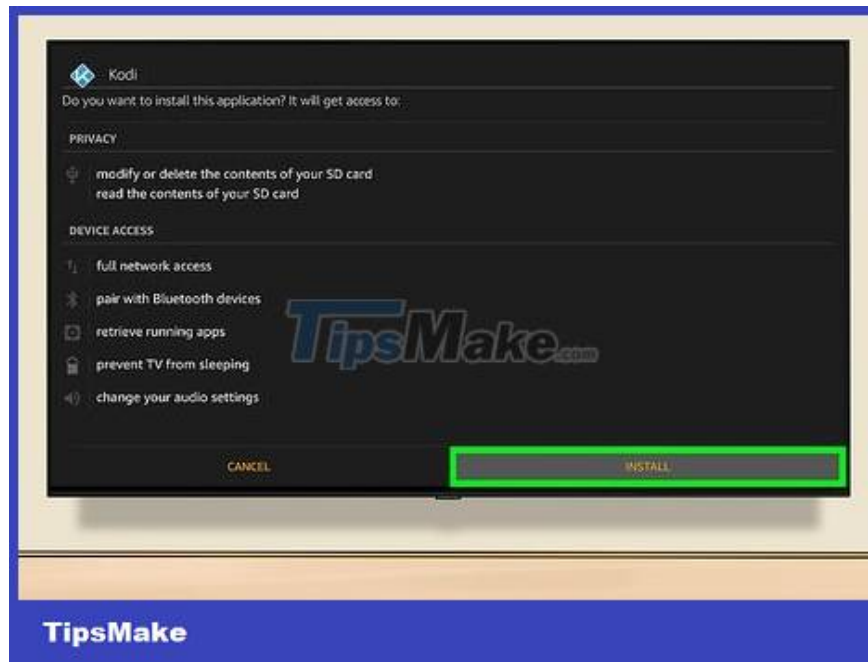 Kodi
Do you want to install this application? It will get access to:
PRIVACY
modify or delete the contents of your SD card
read the contents of your SD card
DEVICE ACCESS
full network access
pair with Bluetooth devices
retrieve running apps
TipsMake.com
prevent TV from sleeping
change your audio settings
CANCEL
INSTALL
TipsMake